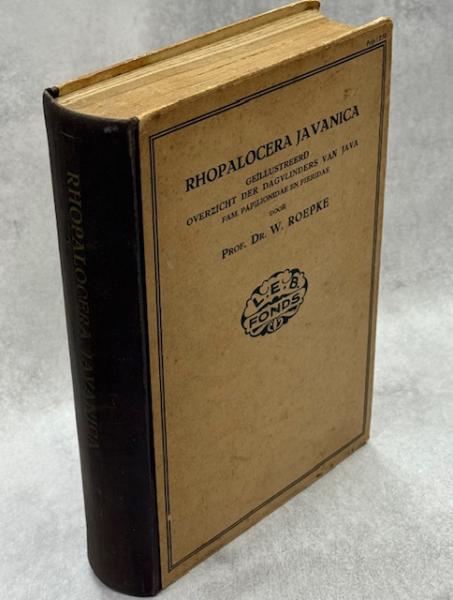 RHOPALOCERA JAVANICA
GEÏLLUSTREERD
OVERZICHT DER DAGVLINDERS VAN JAVA
FAM. PAPILIONIDAE EN PIERIDAE
DOOR
PROF. DR. W. ROEPKE
L.E.B.
FONDS
RHOPALOCERA JAVANICA